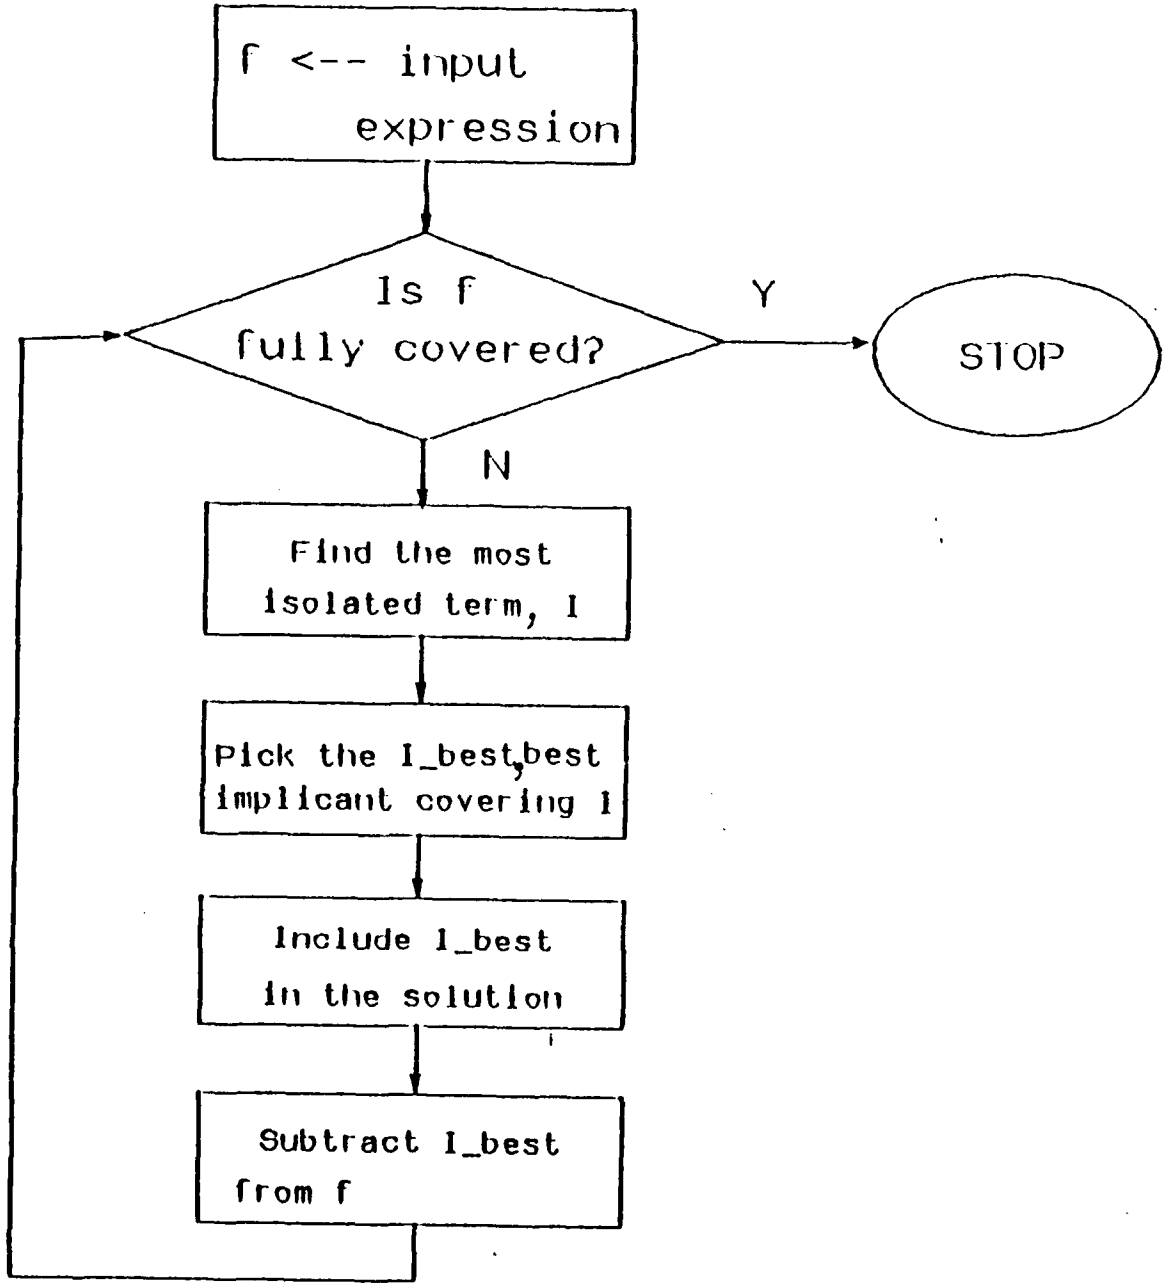 f <-- input
expression
Is f
fully covered?
Y
STOP
N
Find the most
isolated term, I
Pick the I_best,best
implicant covering I
Include I_best
in the solution
Subtract I_best
from f